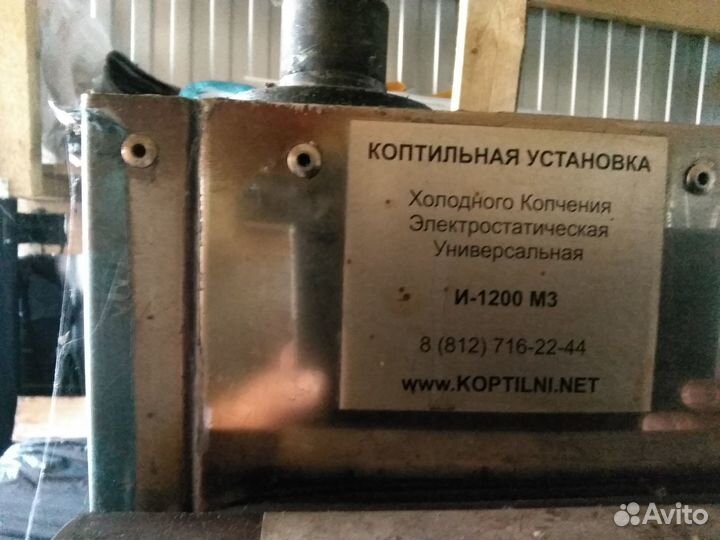 КОПТИЛЬНАЯ УСТАНОВКА
Холодного Копчения
Электростатическая
Универсальная
И-1200 М3
8 (812) 716-22-44
www.KOPTILNI.NET
Avito